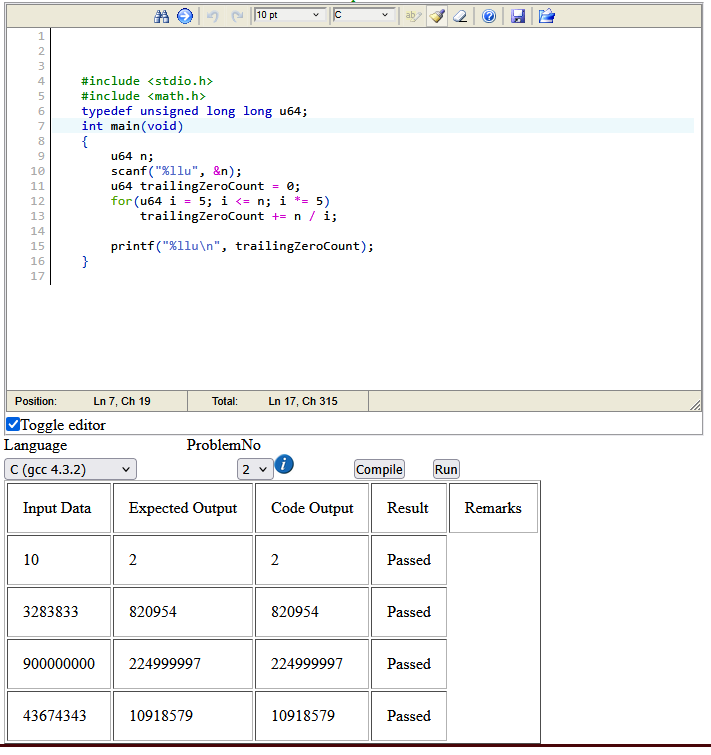 10 pt
C
ab
1
2
3
4 #include <stdio.h>
5 #include <math.h>
6 typedef unsigned long long u64;
7 int main(void)
8 {
9 u64 n;
10 scanf("%llu", &n);
11 u64 trailingZeroCount = 0;
12 for(u64 i = 5; i <= n; i *= 5)
13 trailingZeroCount += n / i;
14
15 printf("%llu\n", trailingZeroCount);
16 }
17
Position: Ln 7, Ch 19 Total: Ln 17, Ch 315
Toggle editor
Language ProblemNo
C (gcc 4.3.2) 2 i Compile Run
Input Data Expected Output Code Output Result Remarks
10 2 2 Passed
3283833 820954 820954 Passed
900000000 224999997 224999997 Passed
43674343 10918579 10918579 Passed